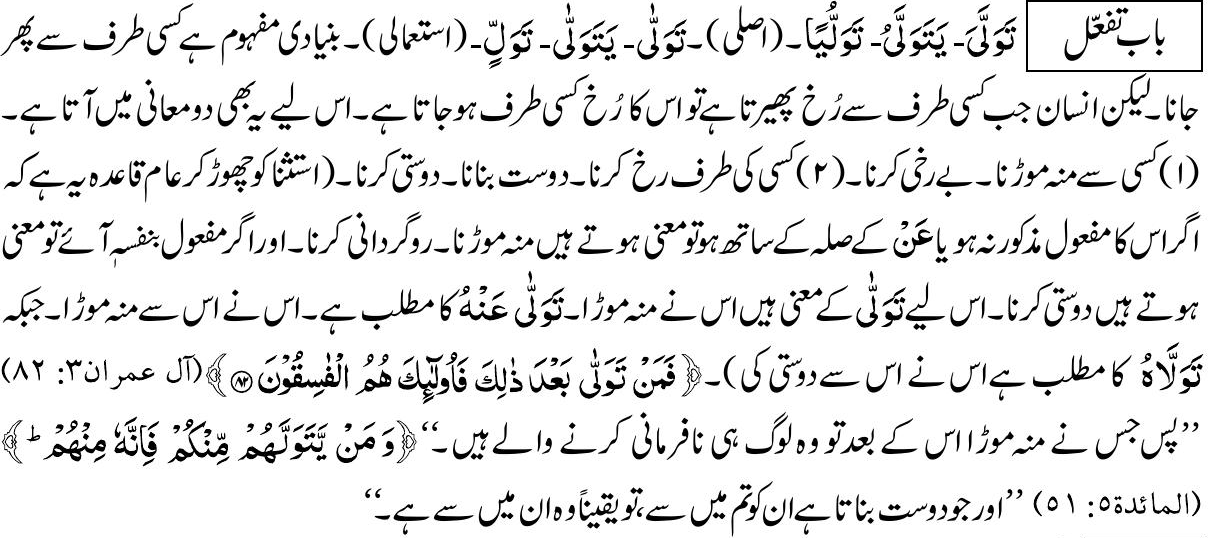 باب تفعّل تَوَلَّیَ۔ یَتَوَلَّیُ۔ تَوَلُّیًا۔ (اصلی)۔ تَوَلّٰی۔ یَتَوَلّٰی۔ تَوَلٍّ۔ (استعمالی)۔ بنیادی مفہوم ہے کسی طرف سے پھر
جانا۔ لیکن انسان جب کسی طرف سے رُخ پھیرتا ہے تو اس کا رُخ کسی طرف ہو جاتا ہے۔ اس لیے یہ بھی دو معانی میں آتا ہے۔
(۱) کسی سے منہ موڑنا۔ بے رخی کرنا۔ (۲) کسی کی طرف رخ کرنا۔ دوست بنانا۔ دوستی کرنا۔ (استثنا کو چھوڑ کر عام قاعدہ یہ ہے کہ
اگر اس کا مفعول مذکور نہ ہو یا عَنْ کے صلہ کے ساتھ ہو تو معنی ہوتے ہیں منہ موڑنا۔ روگردانی کرنا۔ اور اگر مفعول بنفسہٖ آئے تو معنی
ہوتے ہیں دوستی کرنا۔ اس لیے تَوَلّٰی کے معنی ہیں اس نے منہ موڑا۔ تَوَلّٰی عَنْهُ کا مطلب ہے۔ اس نے اس سے منہ موڑا۔ جبکہ
تَوَلَّاهُ کا مطلب ہے اس نے اس سے دوستی کی)۔ ﴿فَمَنْ تَوَلّٰی بَعْدَ ذٰلِكَ فَاُولٰٓئِكَ هُمُ الْفٰسِقُوْنَ ﴿۸۲﴾﴾ (آل عمران۳: ۸۲)
’’پس جس نے منہ موڑا اس کے بعد تو وہ لوگ ہی نافرمانی کرنے والے ہیں۔‘‘ ﴿وَ مَنْ یَّتَوَلَّهُمْ مِّنْكُمْ فَاِنَّهٗ مِنْهُمْ ؕ﴾
(المائدۃ۵: ۵۱) ’’اور جو دوست بناتا ہے ان کو تم میں سے، تو یقیناً وہ ان میں سے ہے۔‘‘